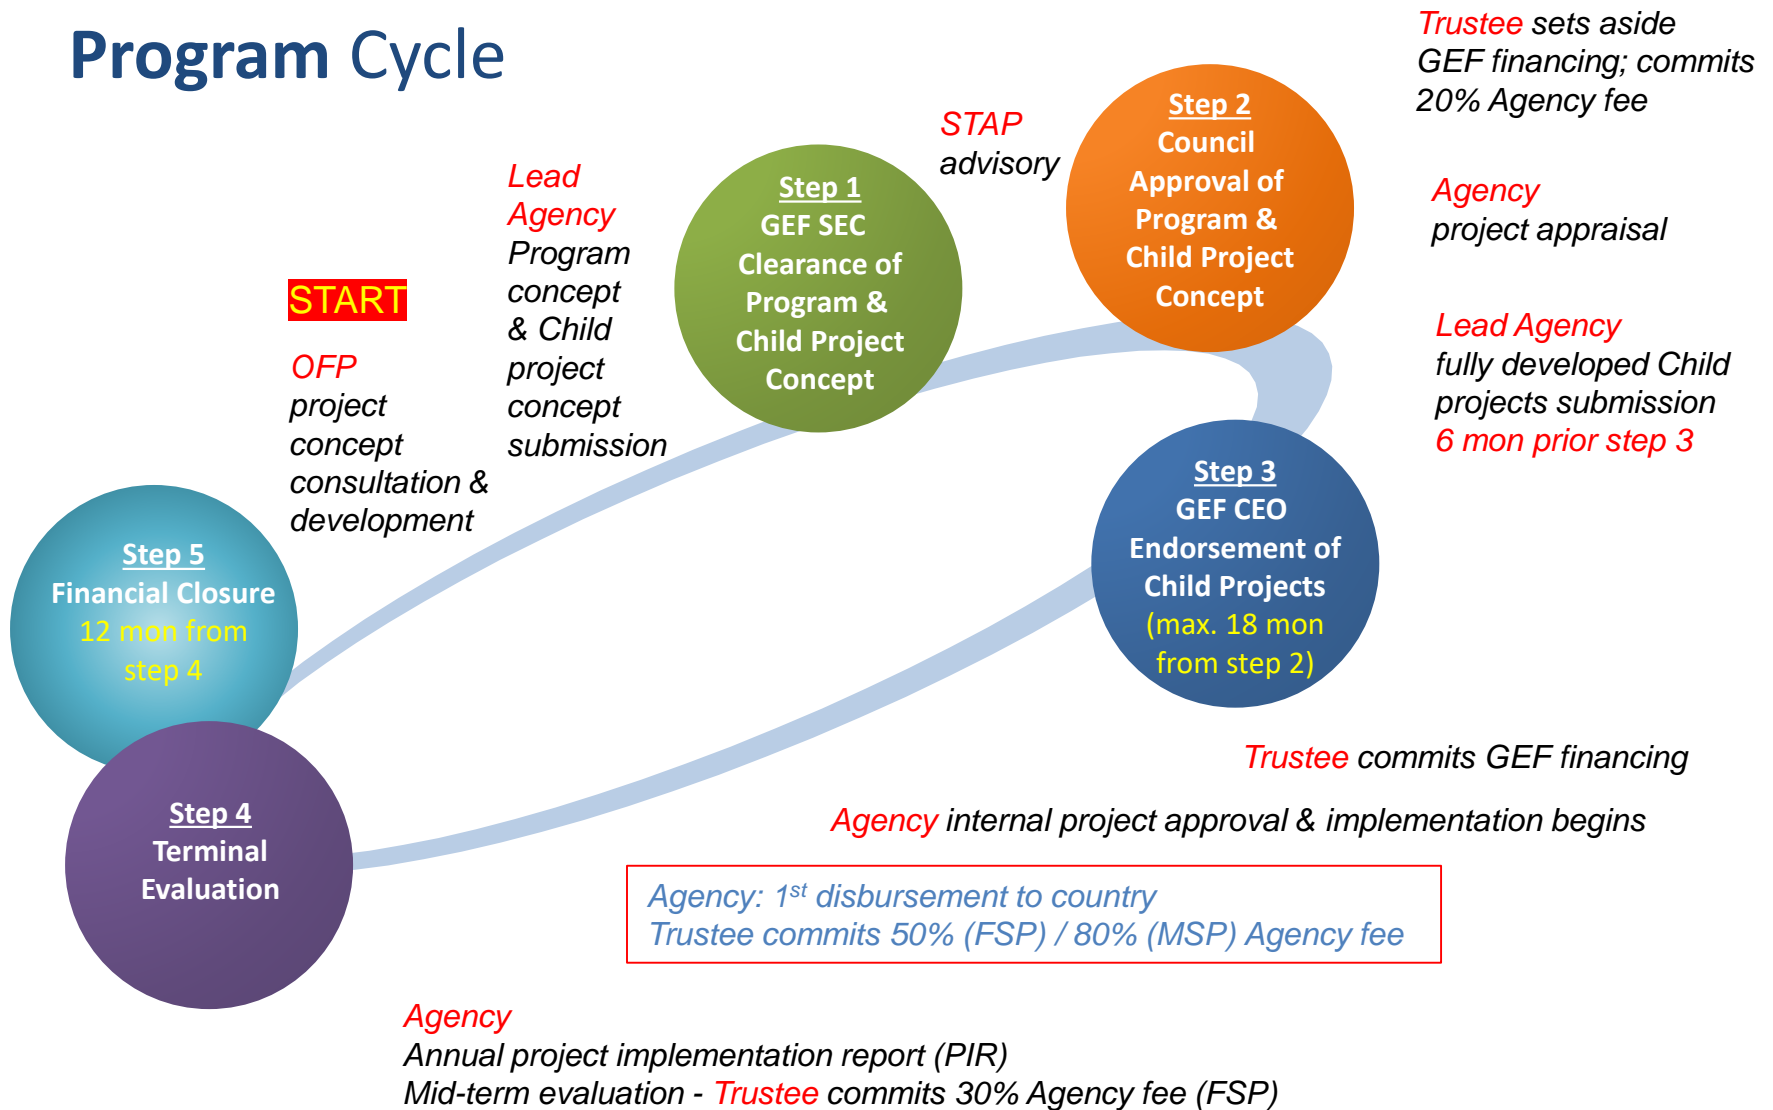 Program Cycle
START
OFP
project
concept
consultation &
development
Lead
Agency
Program
concept
& Child
project
concept
submission
Step 1
GEF SEC
Clearance of
Program &
Child Project
Concept
STAP
advisory
Step 2
Council
Approval of
Program &
Child Project
Concept
Trustee sets aside
GEF financing; commits
20% Agency fee
Agency
project appraisal
Lead Agency
fully developed Child
projects submission
6 mon prior step 3
Step 3
GEF CEO
Endorsement of
Child Projects
(max. 18 mon
from step 2)
Trustee commits GEF financing
Agency internal project approval & implementation begins
Agency: 1st disbursement to country
Trustee commits 50% (FSP) / 80% (MSP) Agency fee
Agency
Annual project implementation report (PIR)
Mid-term evaluation - Trustee commits 30% Agency fee (FSP)
Step 4
Terminal
Evaluation
Step 5
Financial Closure
12 mon from
step 4